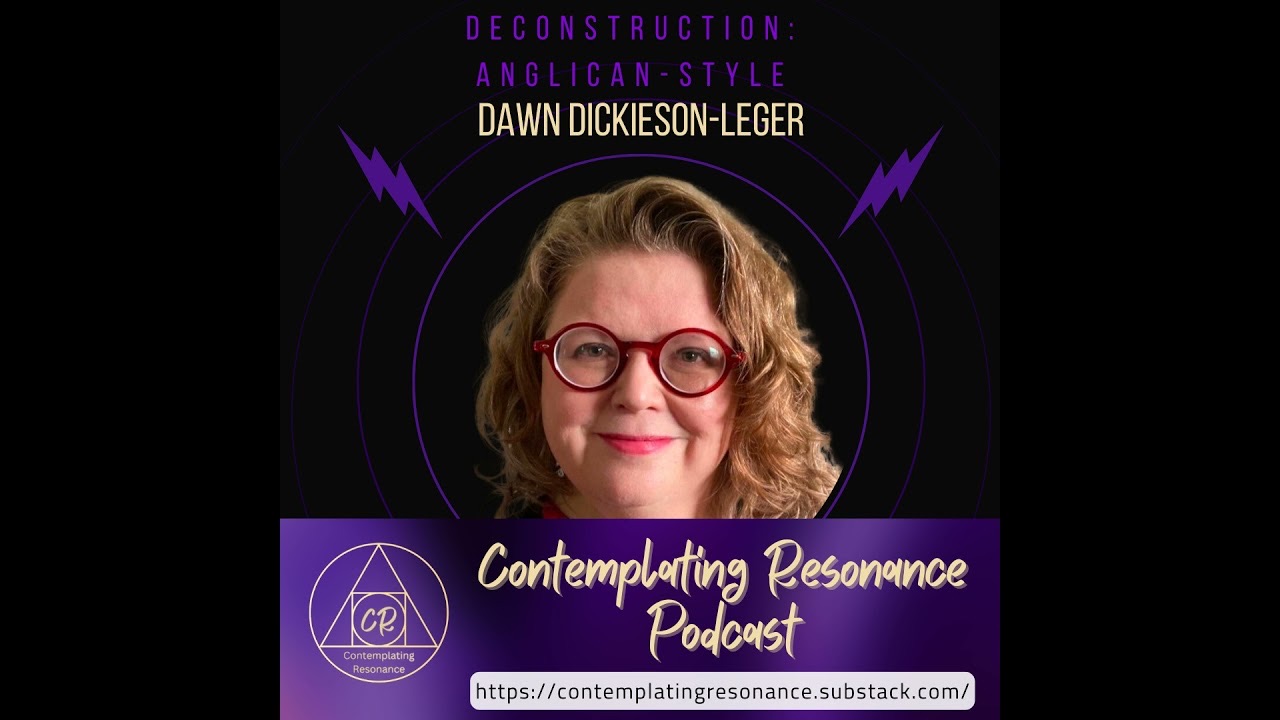 DECONSTRUCTION:
ANGLICAN-STYLE
DAWN DICKIESON-LEGER
Contemplating Resonance
Podcast
CR
Contemplating
Resonance
https://contemplatingresonance.substack.com/